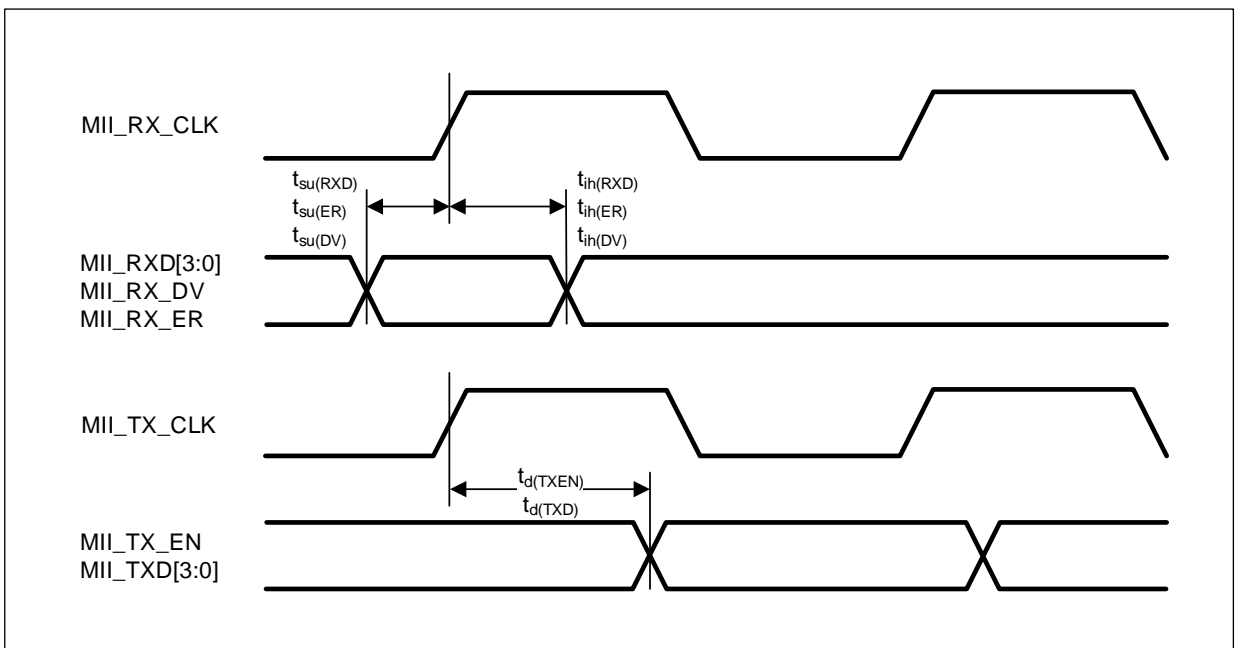 MII_RX_CLK
tsu(RXD)
tsu(ER)
tsu(DV)
tih(RXD)
tih(ER)
tih(DV)
MII_RXD[3:0]
MII_RX_DV
MII_RX_ER
MII_TX_CLK
td(TXEN)
td(TXD)
MII_TX_EN
MII_TXD[3:0]